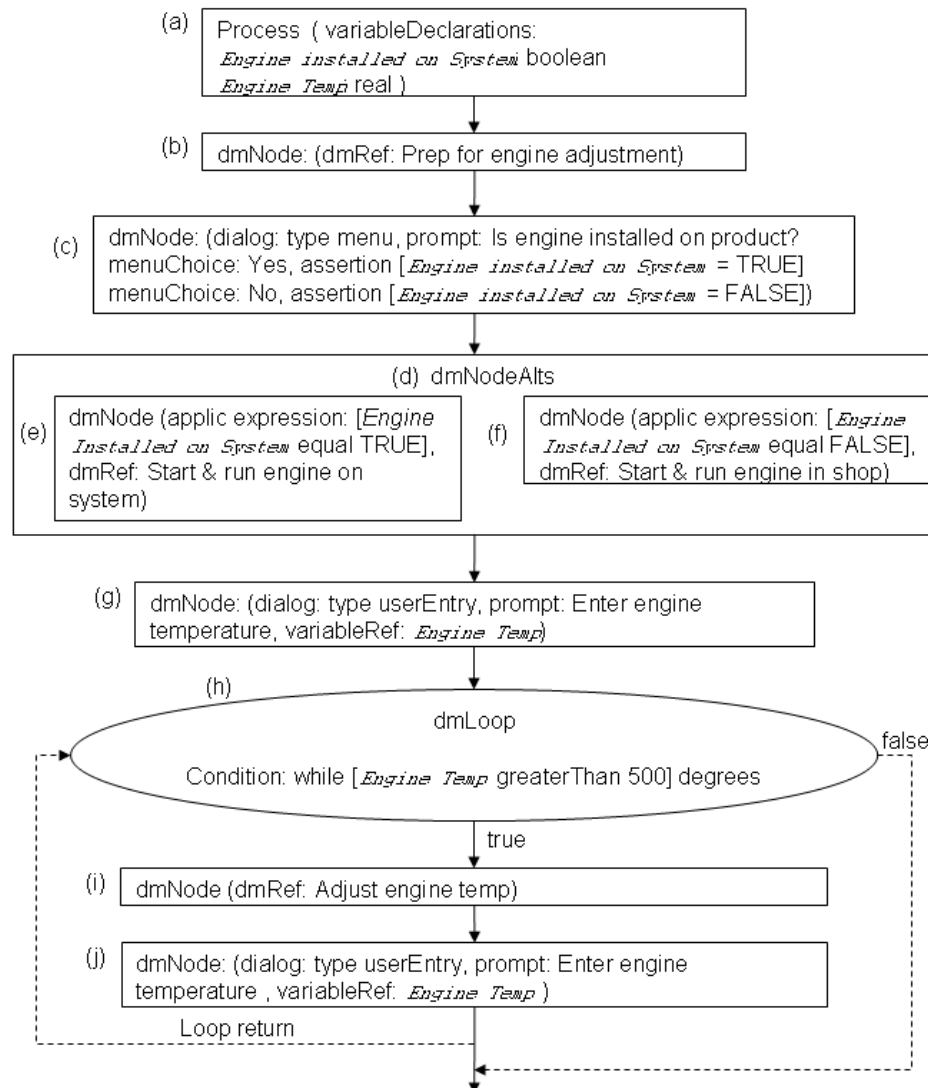 (a)
Process ( variableDeclarations:
Engine installed on System boolean
Engine Temp real )
(b)
dmNode: (dmRef: Prep for engine adjustment)
(c)
dmNode: (dialog: type menu, prompt: Is engine installed on product?
menuChoice: Yes, assertion [Engine installed on System = TRUE]
menuChoice: No, assertion [Engine installed on System = FALSE])
(d) dmNodeAlts
(e)
dmNode (applic expression: [Engine
Installed on System equal TRUE],
dmRef: Start & run engine on
system)
(f)
dmNode (applic expression: [Engine
Installed on System equal FALSE],
dmRef: Start & run engine in shop)
(g)
dmNode: (dialog: type userEntry, prompt: Enter engine
temperature, variableRef: Engine Temp)
(h)
dmLoop
false
Condition: while [Engine Temp greaterThan 500] degrees
true
(i)
dmNode (dmRef: Adjust engine temp)
(j)
dmNode: (dialog: type userEntry, prompt: Enter engine
temperature , variableRef: Engine Temp )
Loop return